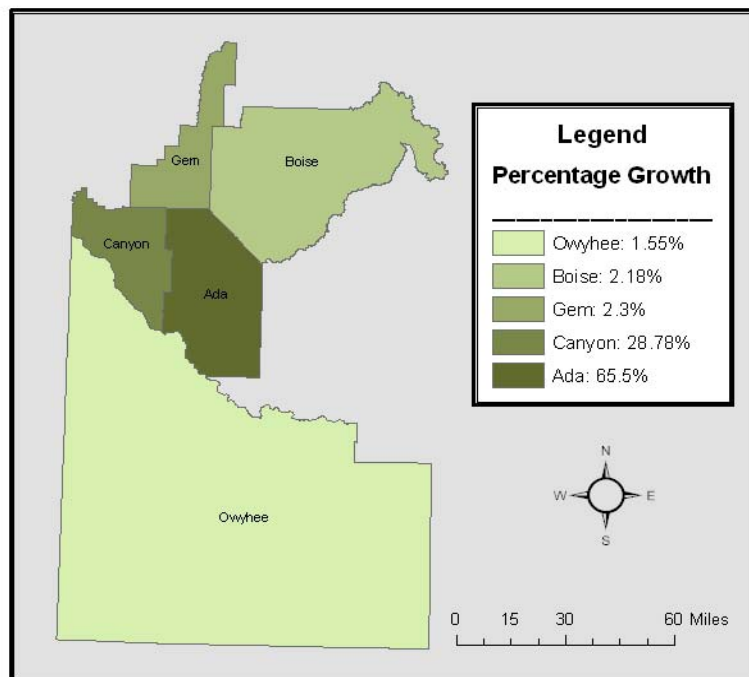 Gem
Boise
Canyon
Ada
Owyhee
Legend
Percentage Growth
Owyhee: 1.55%
Boise: 2.18%
Gem: 2.3%
Canyon: 28.78%
Ada: 65.5%
N
W E
S
0 15 30 60 Miles